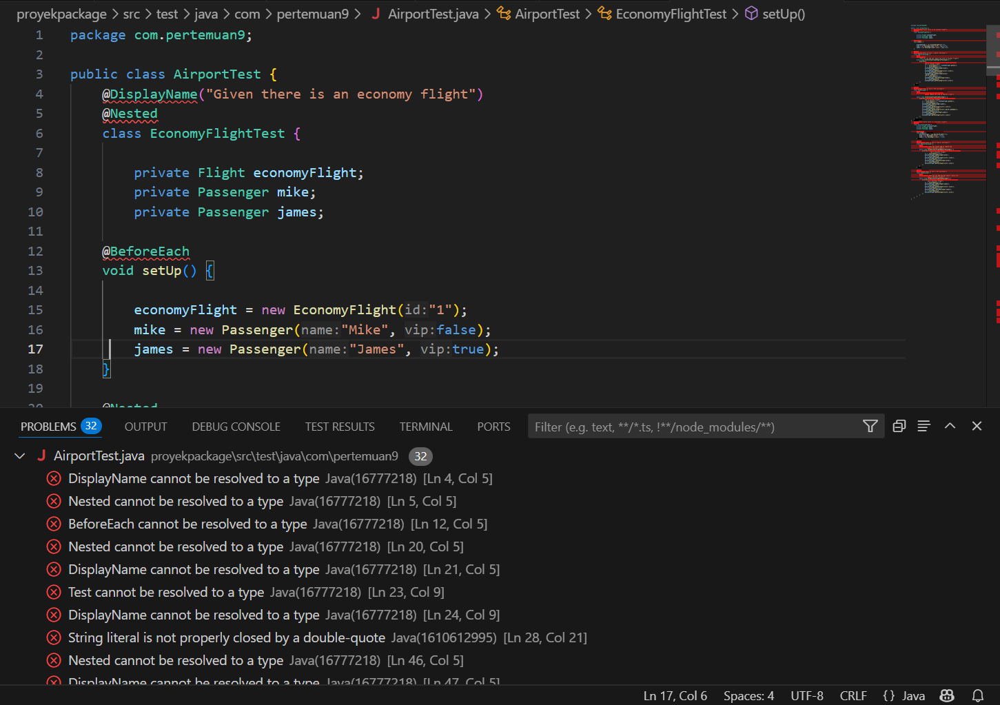 proyekpackage > src > test > java > com > pertemuan9 > J AirportTest.java > AirportTest > EconomyFlightTest > setUp()
1 package com.pertemuan9;
2
3 public class AirportTest {
4 @DisplayName("Given there is an economy flight")
5 @Nested
6 class EconomyFlightTest {
7
8 private Flight economyFlight;
9 private Passenger mike;
10 private Passenger james;
11
12 @BeforeEach
13 void setUp() {
14
15 economyFlight = new EconomyFlight(id:"1");
16 mike = new Passenger(name:"Mike", vip:false);
17 james = new Passenger(name:"James", vip:true);
18 }
19
20 @Nested
PROBLEMS 32 OUTPUT DEBUG CONSOLE TEST RESULTS TERMINAL PORTS Filter (e.g. text, **/*.ts, !**/node_modules/**)
J AirportTest.java proyekpackage\src\test\java\com\pertemuan9 32
DisplayName cannot be resolved to a type Java(16777218) [Ln 4, Col 5]
Nested cannot be resolved to a type Java(16777218) [Ln 5, Col 5]
BeforeEach cannot be resolved to a type Java(16777218) [Ln 12, Col 5]
Nested cannot be resolved to a type Java(16777218) [Ln 20, Col 5]
DisplayName cannot be resolved to a type Java(16777218) [Ln 21, Col 5]
Test cannot be resolved to a type Java(16777218) [Ln 23, Col 9]
DisplayName cannot be resolved to a type Java(16777218) [Ln 24, Col 9]
String literal is not properly closed by a double-quote Java(1610612995) [Ln 28, Col 21]
Nested cannot be resolved to a type Java(16777218) [Ln 46, Col 5]
DisplayName cannot be resolved to a type Java(16777218) [Ln 47, Col 5]
Ln 17, Col 6 Spaces: 4 UTF-8 CRLF {} Java